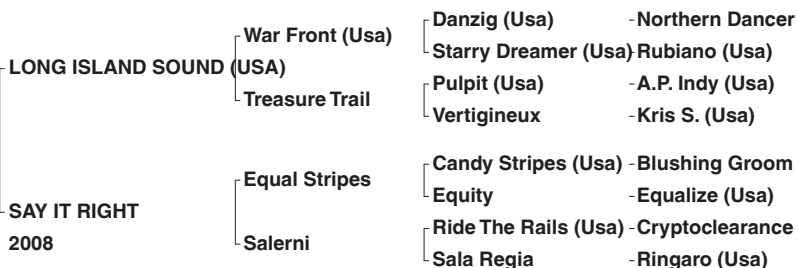 Danzig (Usa) -Northern Dancer
War Front (Usa)
Starry Dreamer (Usa)-Rubiano (Usa)
LONG ISLAND SOUND (USA)
Pulpit (Usa) -A.P. Indy (Usa)
Treasure Trail
Vertigineux -Kris S. (Usa)
Candy Stripes (Usa) -Blushing Groom
Equal Stripes
Equity -Equalize (Usa)
SAY IT RIGHT
Ride The Rails (Usa) -Cryptoclearance
2008
Salerni
Sala Regia -Ringaro (Usa)